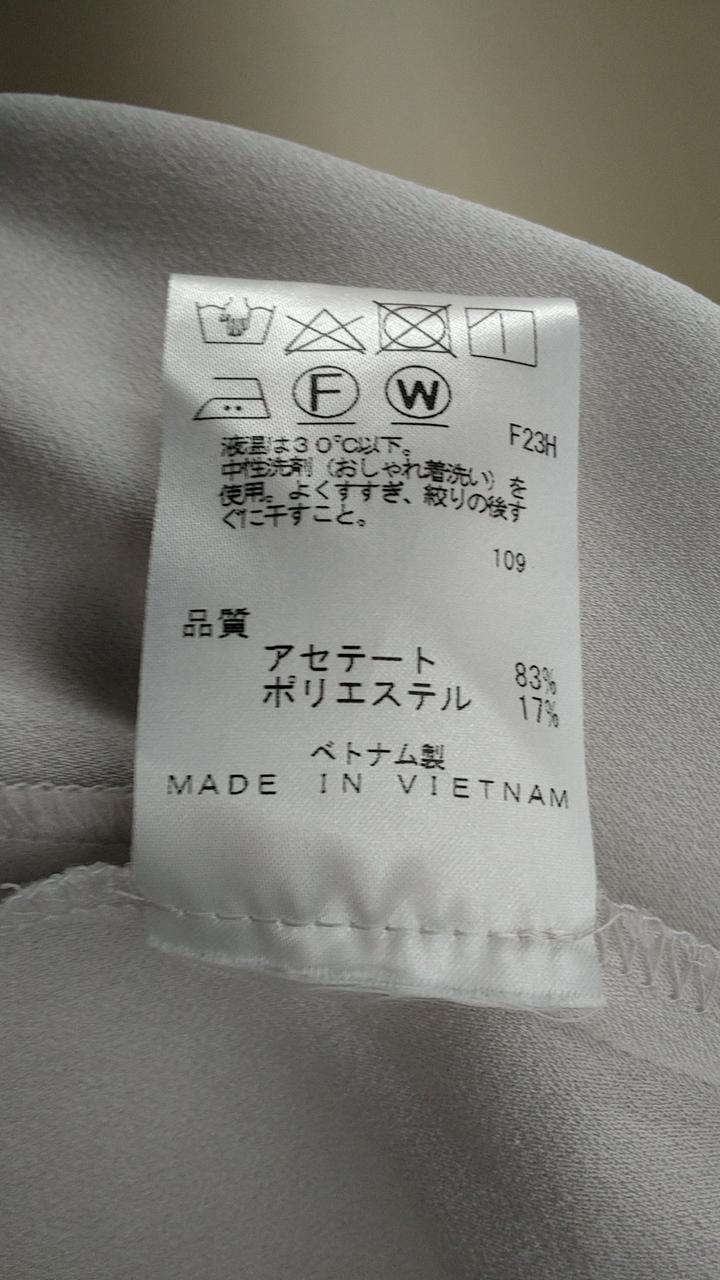 F
W
F23H
液温は30℃以下。
中性洗剤（おしゃれ着洗い）を
使用。よくすすぎ、絞りの後す
ぐに干すこと。
109
品質
アセテート 83%
ポリエステル 17%
ベトナム製
MADE IN VIETNAM